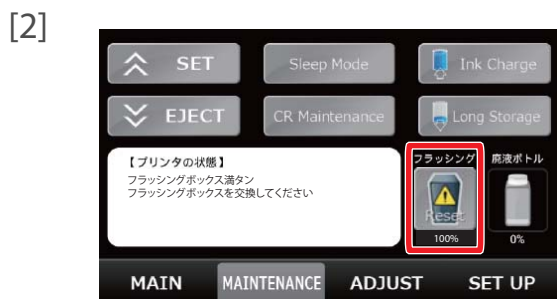 [2]
SET
Sleep Mode
Ink Charge
EJECT
CR Maintenance
Long Storage
【プリンタの状態】
フラッシングボックス満タン
フラッシングボックスを交換してください
フラッシング
廃液ボトル
Reset
100%
0%
MAIN
MAINTENANCE
ADJUST
SET UP